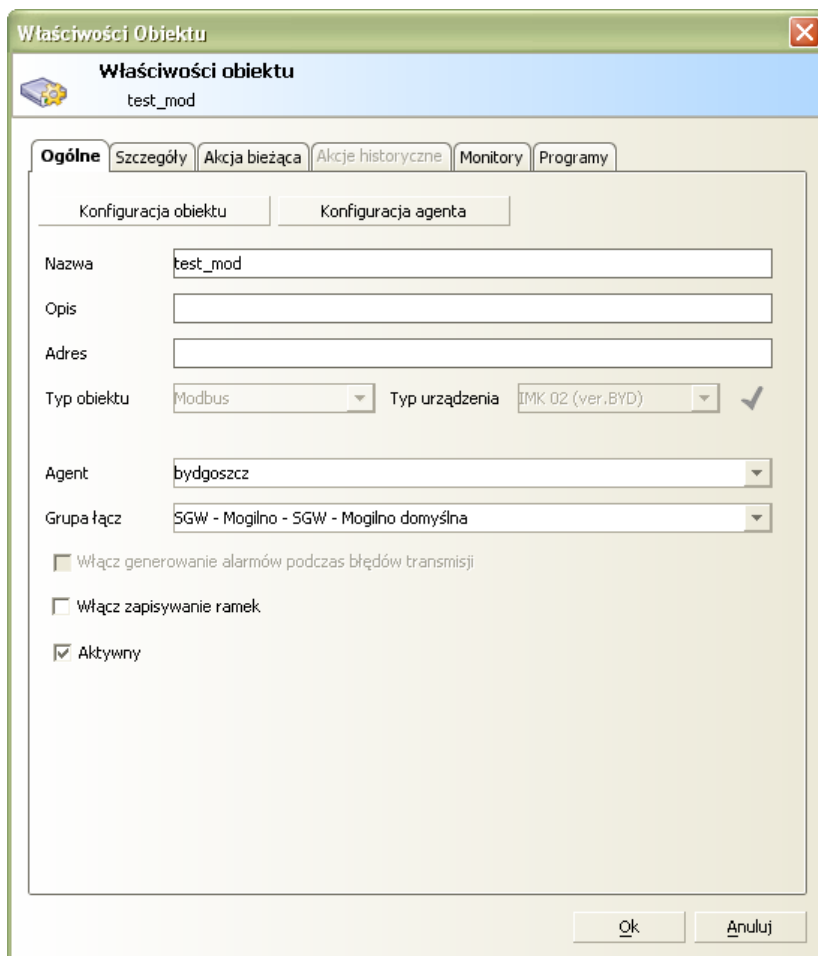 Właściwości Obiektu
Właściwości obiektu
test_mod
Ogólne Szczegóły Akcja bieżąca Akcje historyczne Monitory Programy
Konfiguracja obiektu Konfiguracja agenta
Nazwa test_mod
Opis
Adres
Typ obiektu Modbus Typ urządzenia IMK 02 (ver.BYD)
Agent bydgoszcz
Grupa łącz SGW - Mogilno - SGW - Mogilno domyślna
Włącz generowanie alarmów podczas błędów transmisji
Włącz zapisywanie ramek
Aktywny
Ok Anuluj